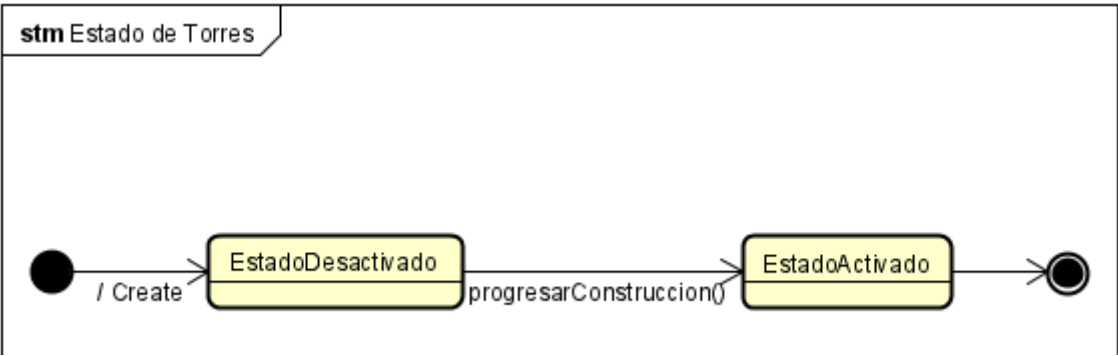 stm Estado de Torres
EstadoDesactivado
EstadoActivado
/ Create
progresarConstruccion()